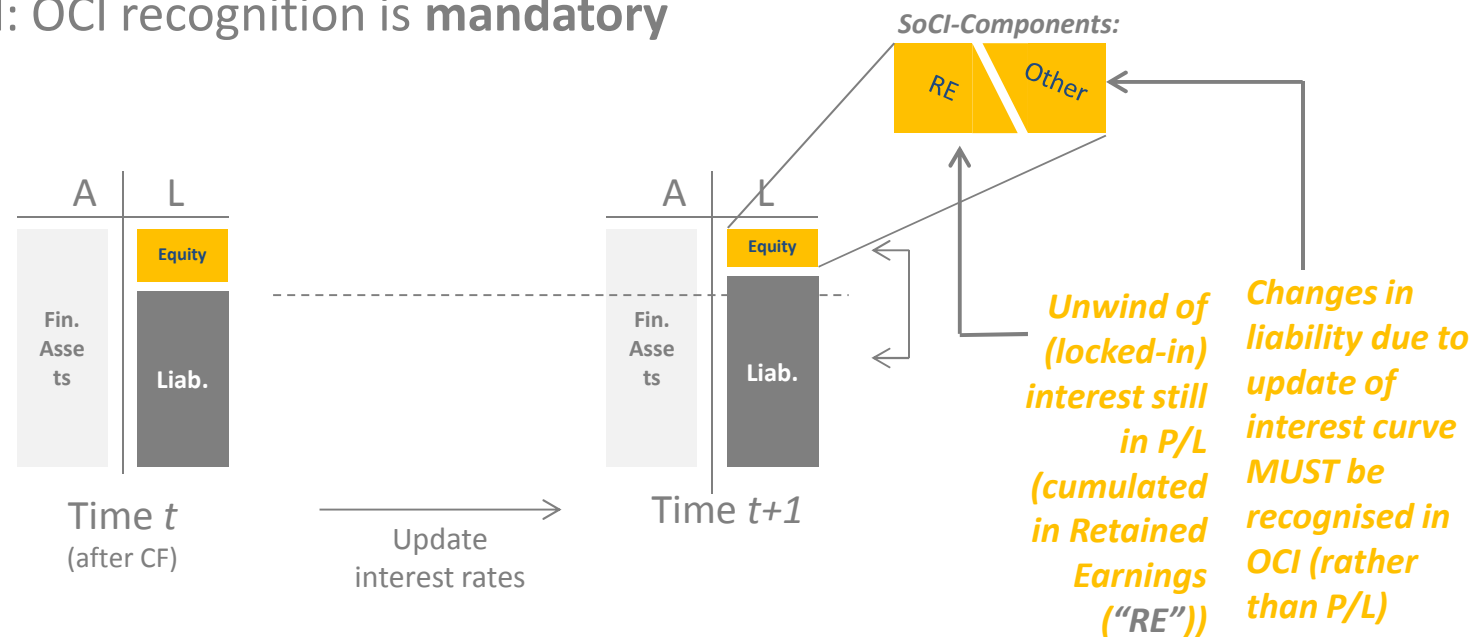 : OCI recognition is mandatory
SoCI-Components:
RE
Other
A
L
Equity
Fin.
Asse
ts
Liab.
Time t
(after CF)
Update
interest rates
A
L
Equity
Fin.
Asse
ts
Liab.
Time t+1
Unwind of
(locked-in)
interest still
in P/L
(cumulated
in Retained
Earnings
(“RE”))
Changes in
liability due to
update of
interest curve
MUST be
recognised in
OCI (rather
than P/L)